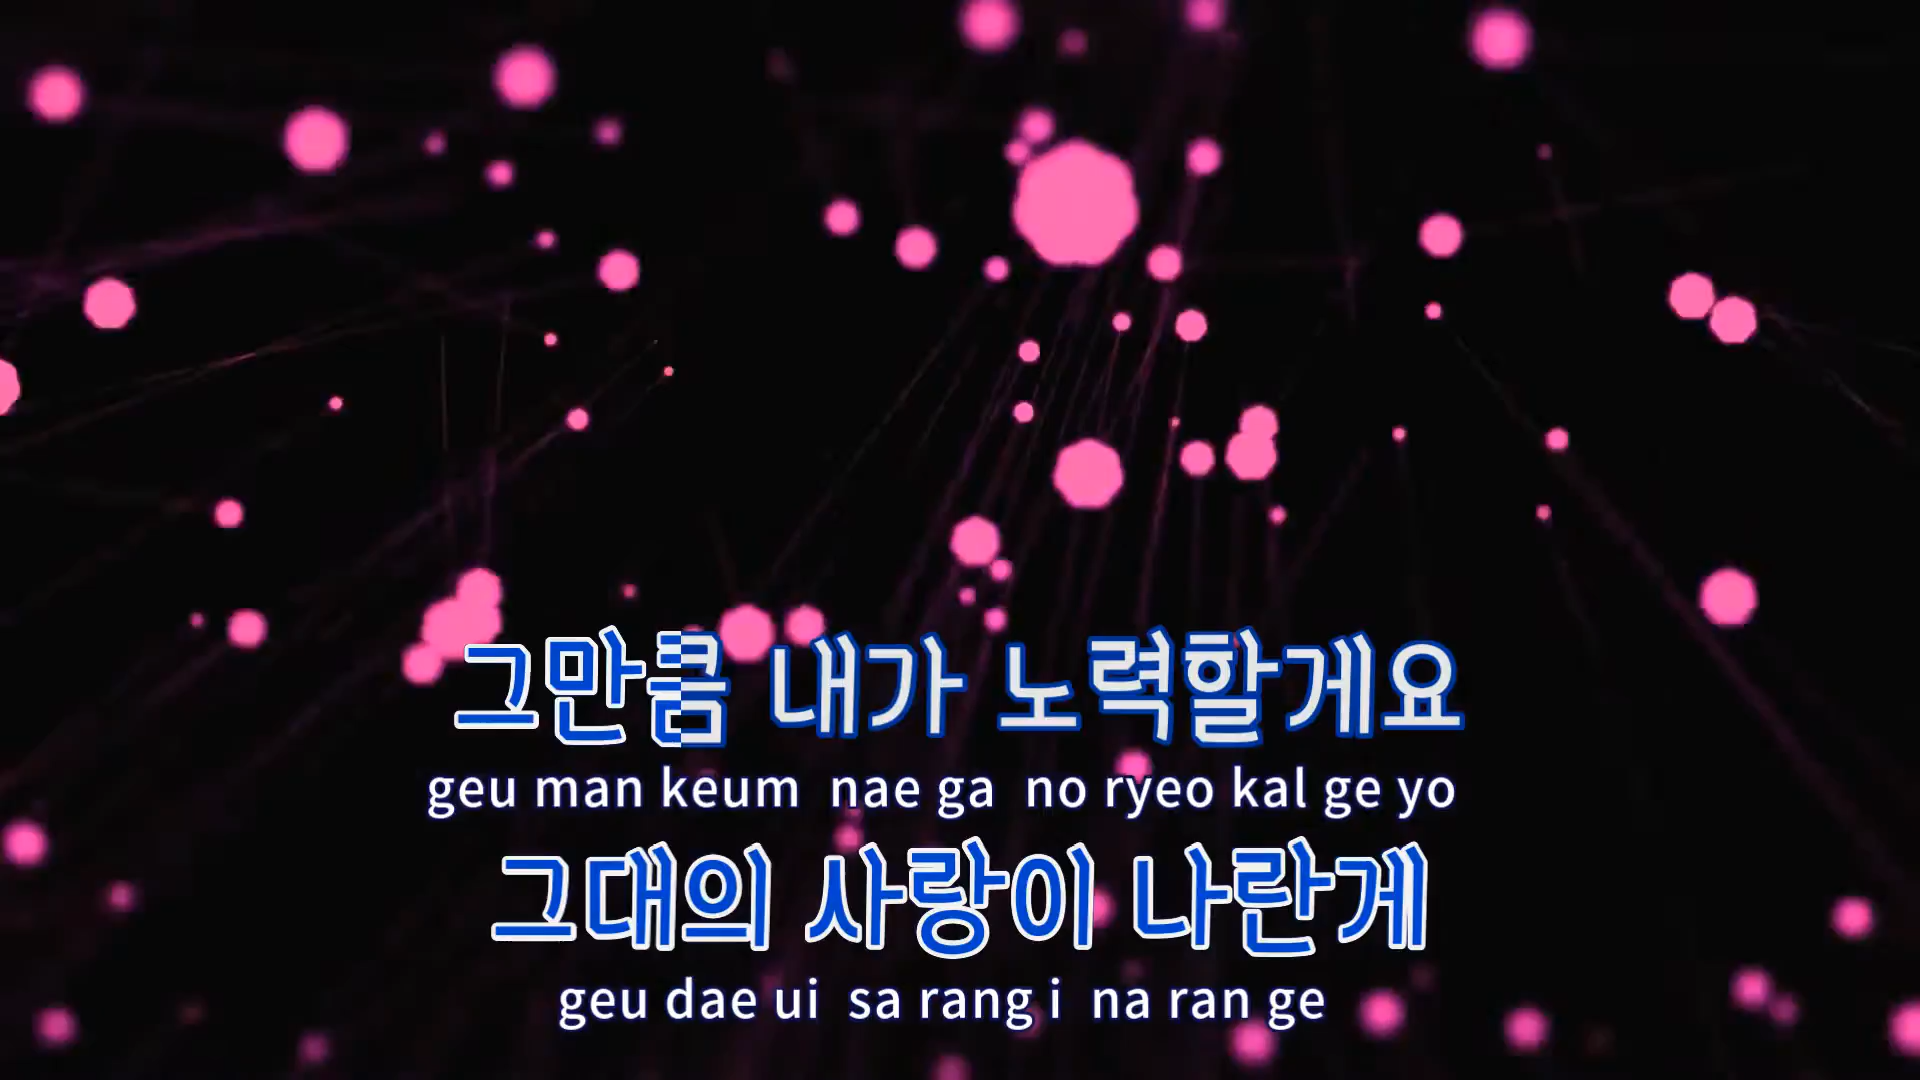 그만큼 내가 노력할게요
geu man keum nae ga no ryeo kal ge yo
그대의 사랑이 나란게
geu dae ui sa rang i na ran ge